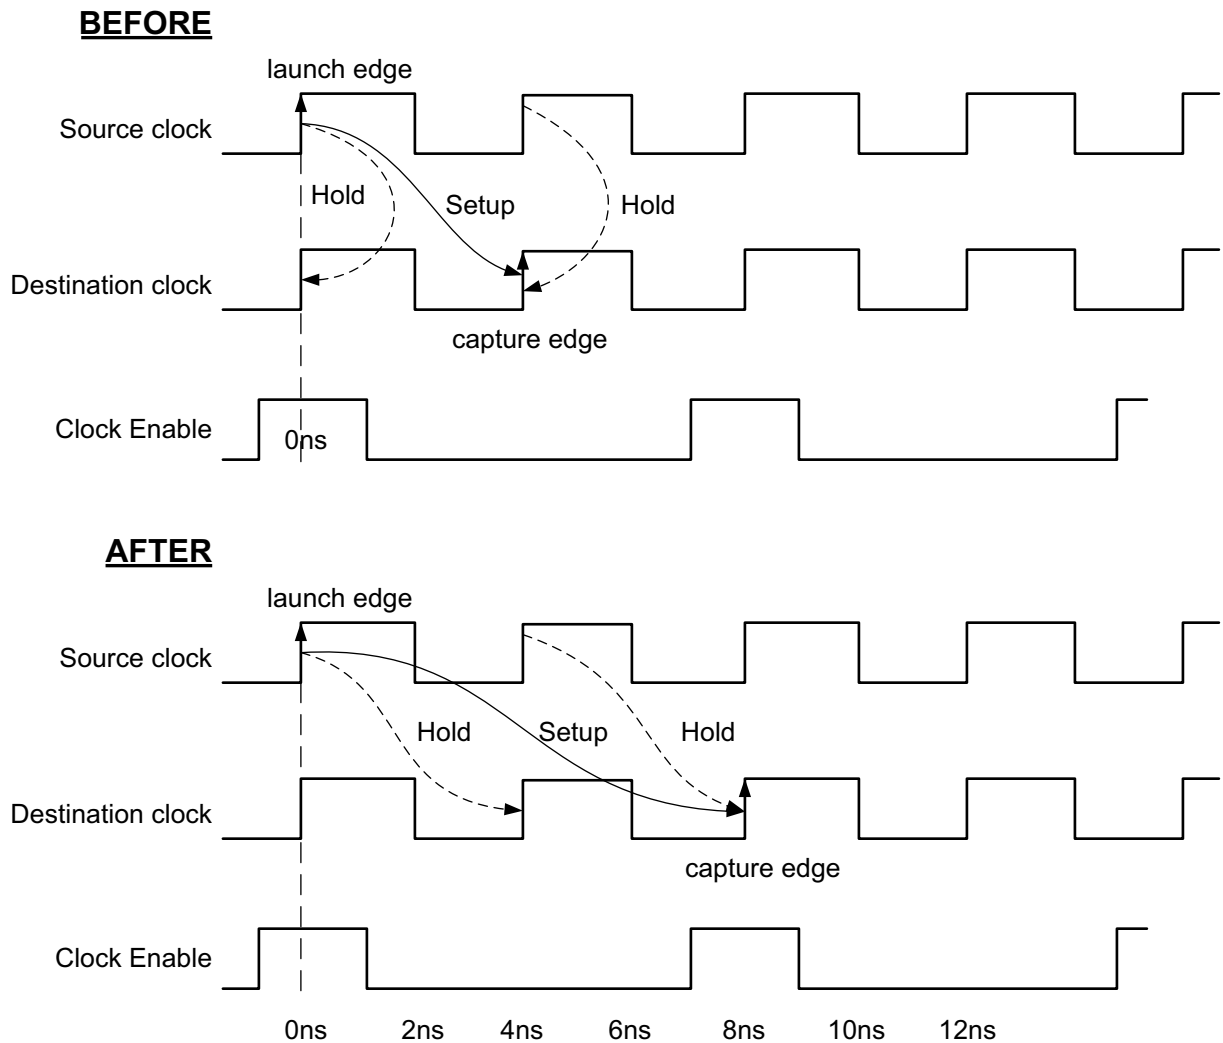 BEFORE
launch edge
Source clock
Hold
Setup
Hold
Destination clock
capture edge
Clock Enable
0ns
AFTER
launch edge
Source clock
Hold
Setup
Hold
Destination clock
capture edge
Clock Enable
0ns 2ns 4ns 6ns 8ns 10ns 12ns